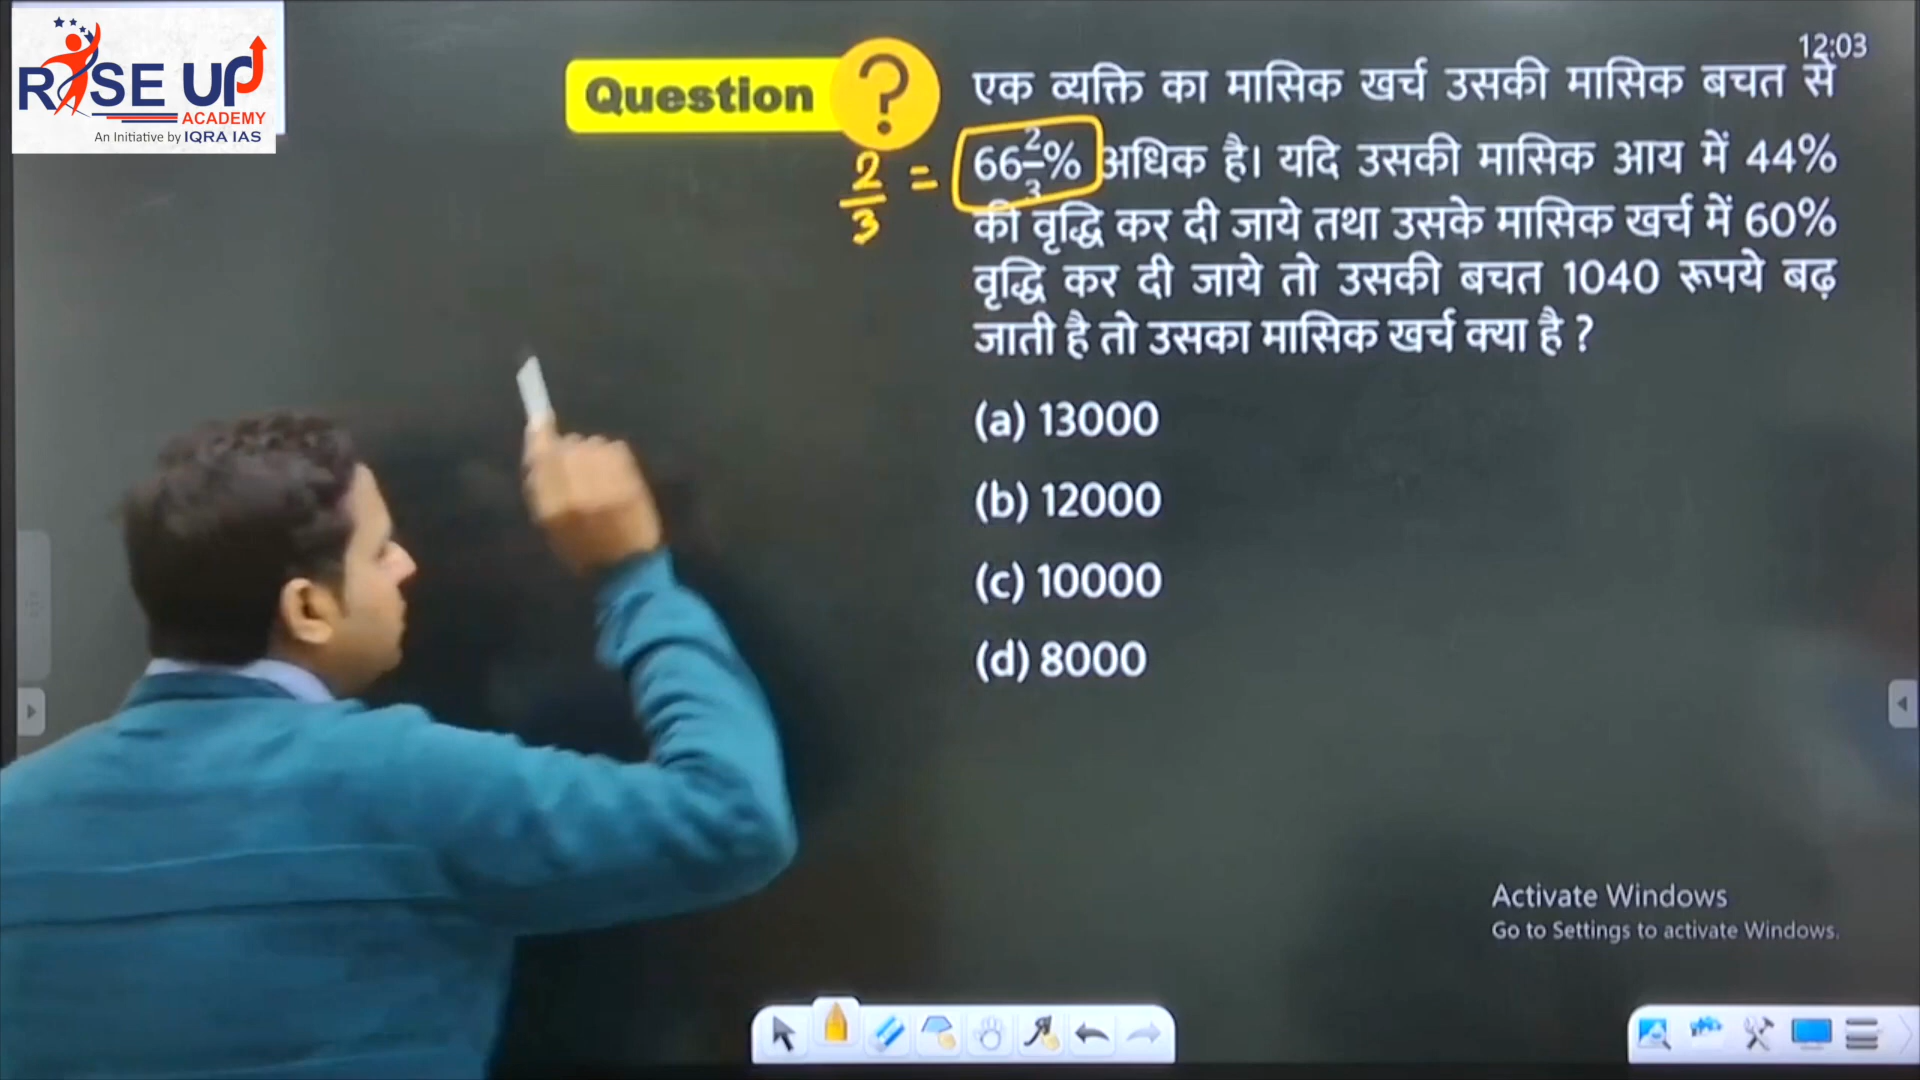 RISE UP
ACADEMY
An Initiative by IQRA IAS
12:03
Question ?
एक व्यक्ति का मासिक खर्च उसकी मासिक बचत से
2/3 = 66 2/3% अधिक है। यदि उसकी मासिक आय में 44%
की वृद्धि कर दी जाये तथा उसके मासिक खर्च में 60%
वृद्धि कर दी जाये तो उसकी बचत 1040 रूपये बढ़
जाती है तो उसका मासिक खर्च क्या है ?
(a) 13000
(b) 12000
(c) 10000
(d) 8000
Activate Windows
Go to Settings to activate Windows.